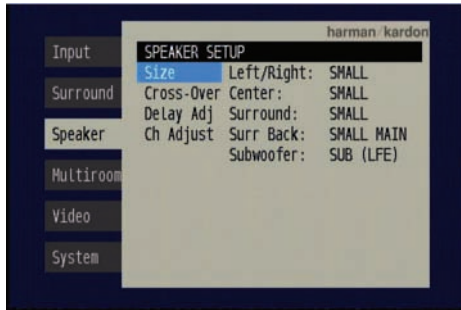 harman/kardon
Input
Surround
Speaker
Multiroom
Video
System
SPEAKER SETUP
Size Left/Right: SMALL
Cross-Over Center: SMALL
Delay Adj Surround: SMALL
Ch Adjust Surr Back: SMALL MAIN
Subwoofer: SUB (LFE)